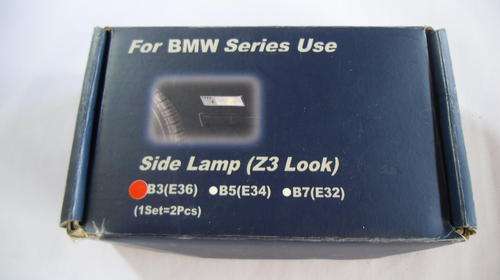 For BMW Series Use
Side Lamp (Z3 Look)
B3(E36) B5(E34) B7(E32)
(1Set=2Pcs)